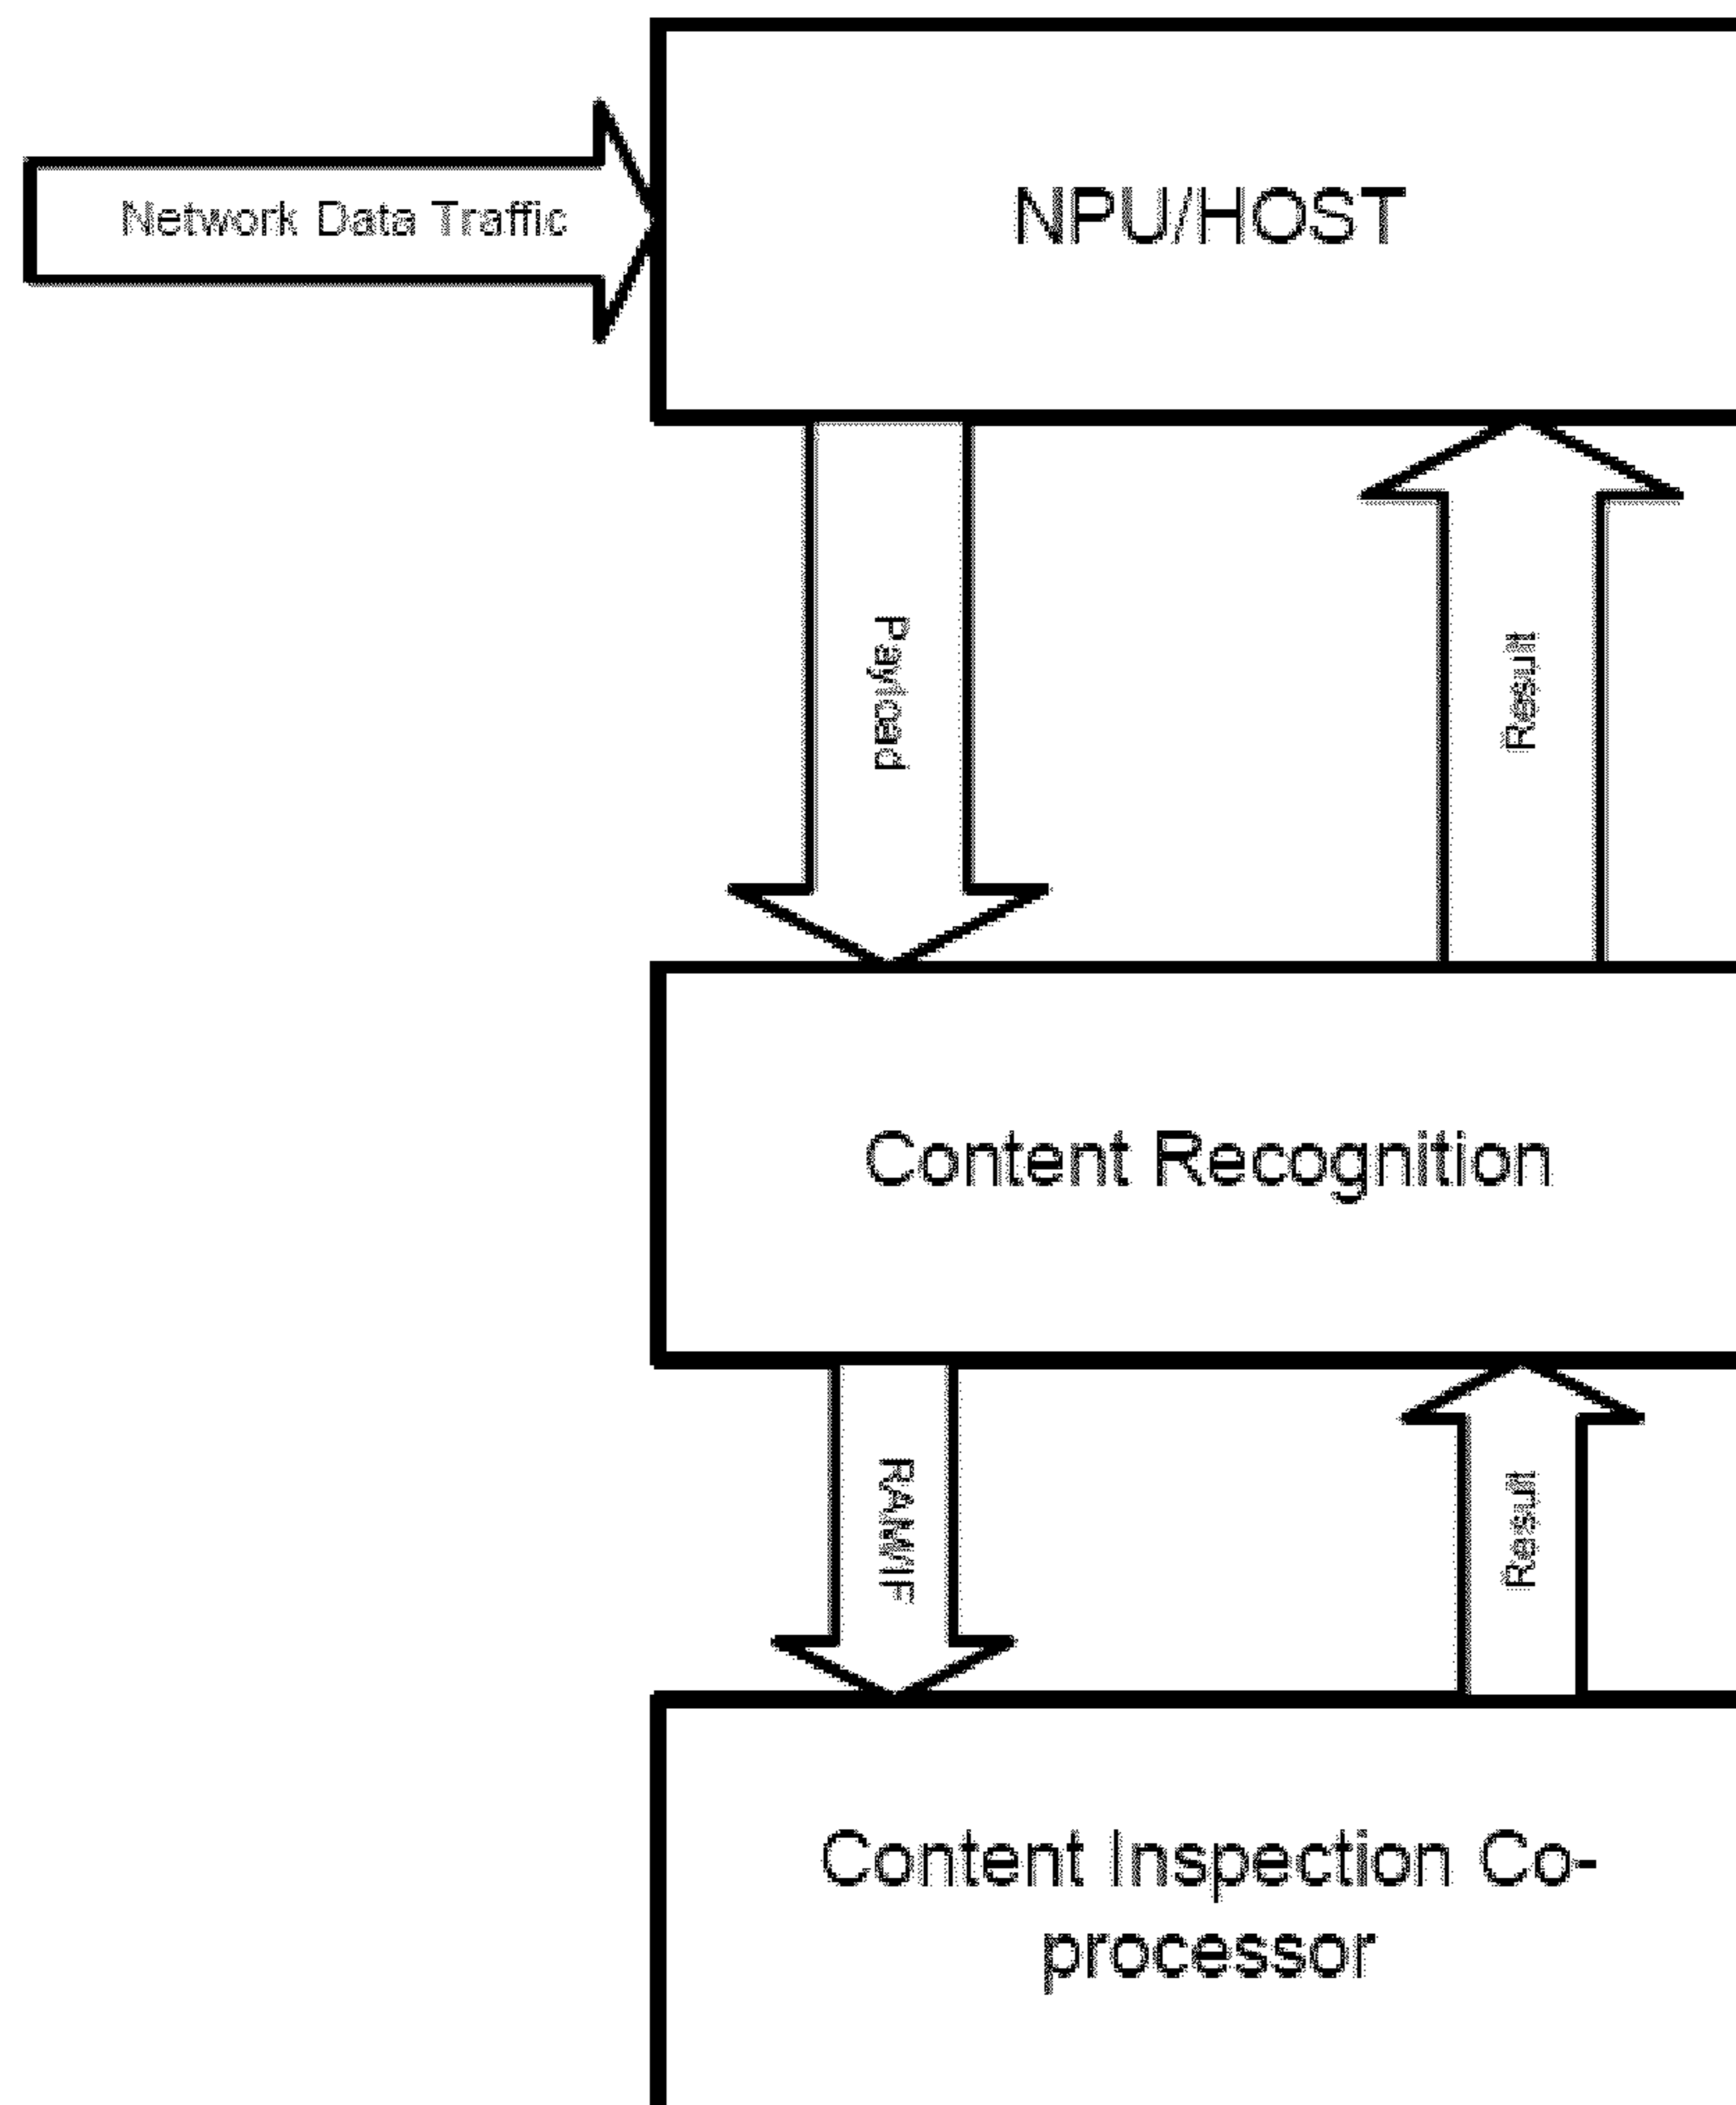 NPU/HOST
Network Data Traffic
Payload
Result
Content Recognition
RAM/IF
Result
Content Inspection Co-
processor